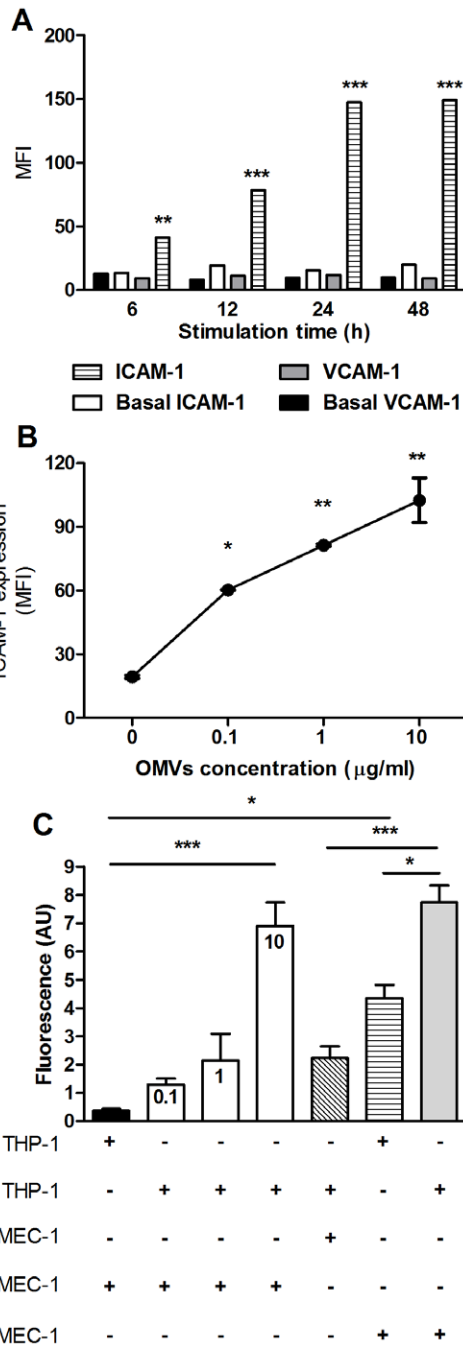 A
***
***
***
**
200
150
100
50
0
MFI
6 12 24 48
Stimulation time (h)
ICAM-1 VCAM-1
Basal ICAM-1 Basal VCAM-1
B
120
90
60
30
0
expression
(MFI)
*
**
**
0 0.1 1 10
OMVs concentration (μg/ml)
C
*
***
***
*
9
8
7
6
5
4
3
2
1
0
Fluorescence (AU)
0.1
1
10
THP-1 + - - - - + -
THP-1 - + + + + - +
MEC-1 - - - - + - -
MEC-1 + + + + - - -
MEC-1 - - - - - + +